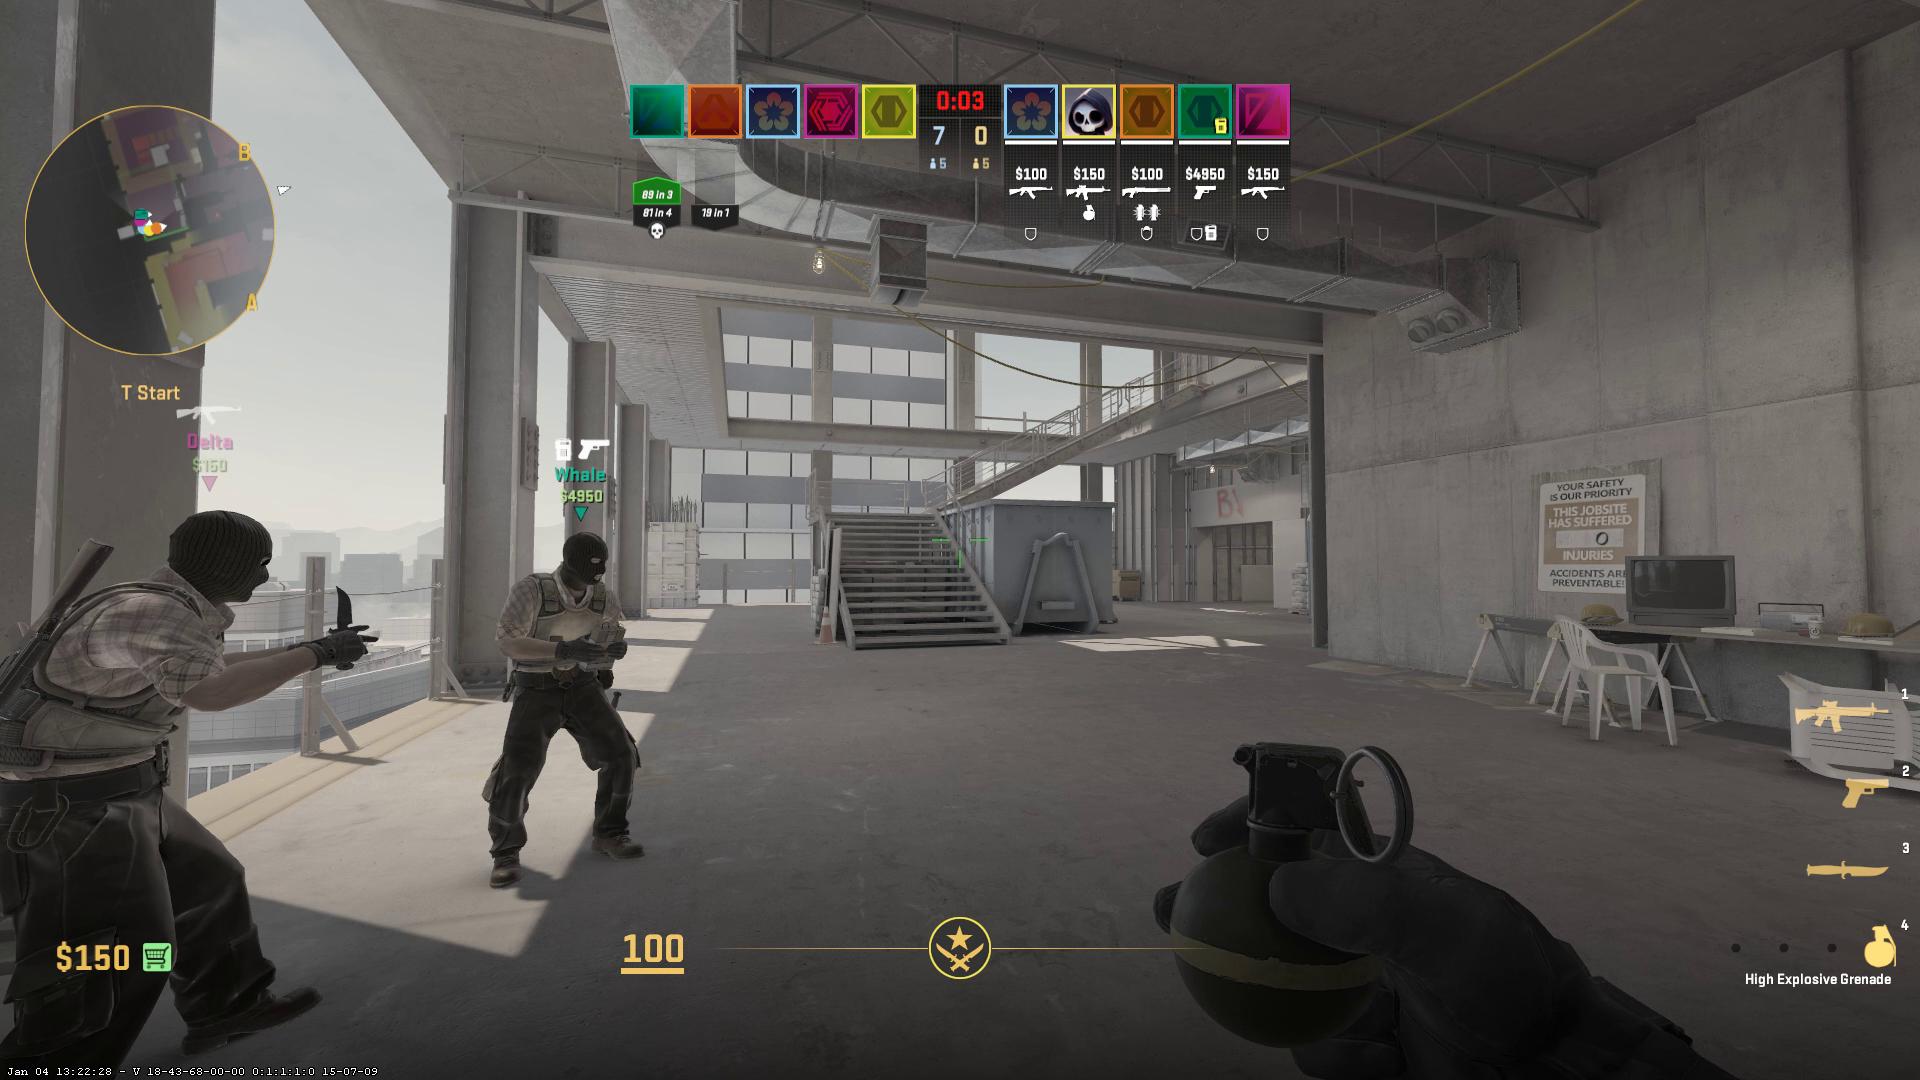 0:03
7 0
5 5
B
A
T Start
Delta
$150
Whale
$4950
89 in 3
81 in 4
19 in 1
$100 $150 $100 $4950 $150
B
YOUR SAFETY
IS OUR PRIORITY
THIS JOBSITE
HAS SUFFERED
0
INJURIES
ACCIDENTS ARE
PREVENTABLE!
1
2
3
4
High Explosive Grenade
$150
100
Jan 04 13:22:28 - V 18-43-68-00-00 0:1:1:1:0 15-07-09